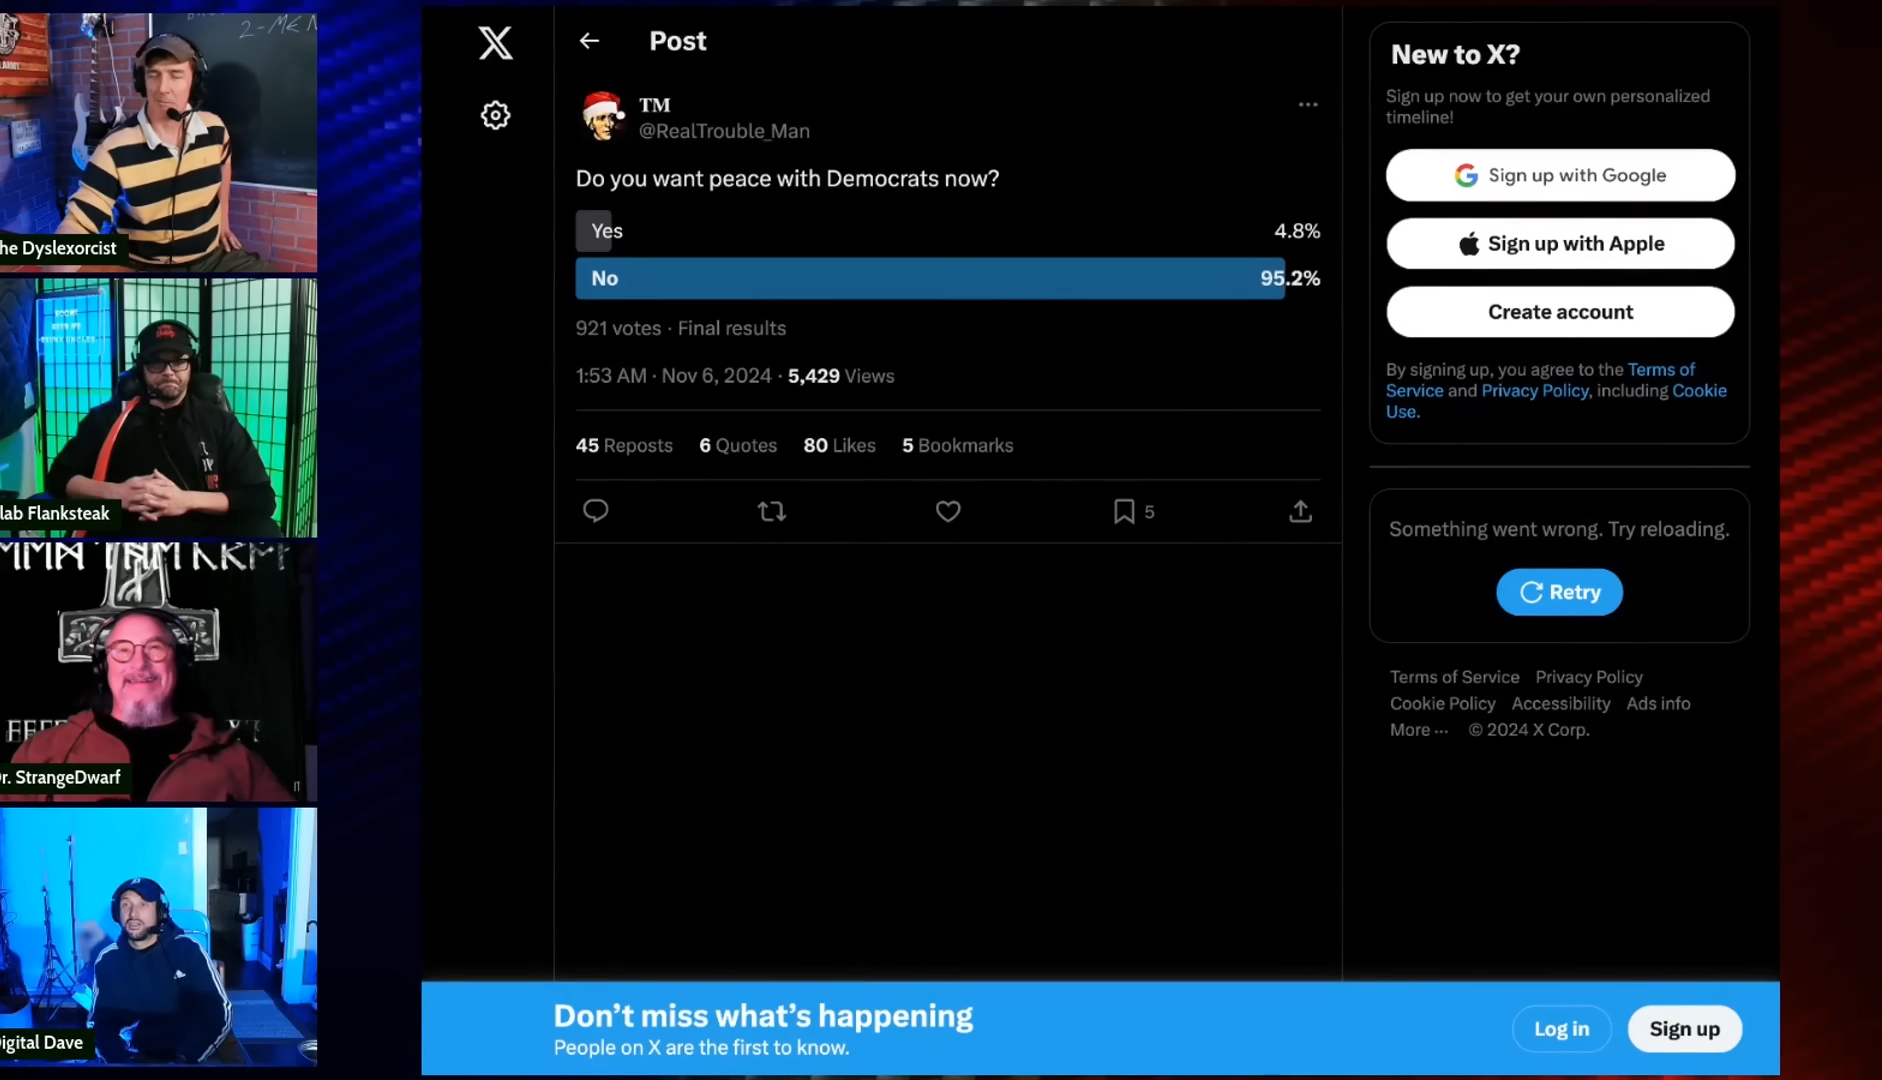 2-MEN
he Dyslexorcist
lab Flanksteak
r. StrangeDwarf
igital Dave
X
Post
TM
@RealTrouble_Man
Do you want peace with Democrats now?
Yes 4.8%
No 95.2%
921 votes · Final results
1:53 AM · Nov 6, 2024 · 5,429 Views
45 Reposts 6 Quotes 80 Likes 5 Bookmarks
5
New to X?
Sign up now to get your own personalized
timeline!
Sign up with Google
Sign up with Apple
Create account
By signing up, you agree to the Terms of
Service and Privacy Policy, including Cookie
Use.
Something went wrong. Try reloading.
Retry
Terms of Service Privacy Policy
Cookie Policy Accessibility Ads info
More ··· © 2024 X Corp.
Don't miss what's happening
People on X are the first to know.
Log in
Sign up